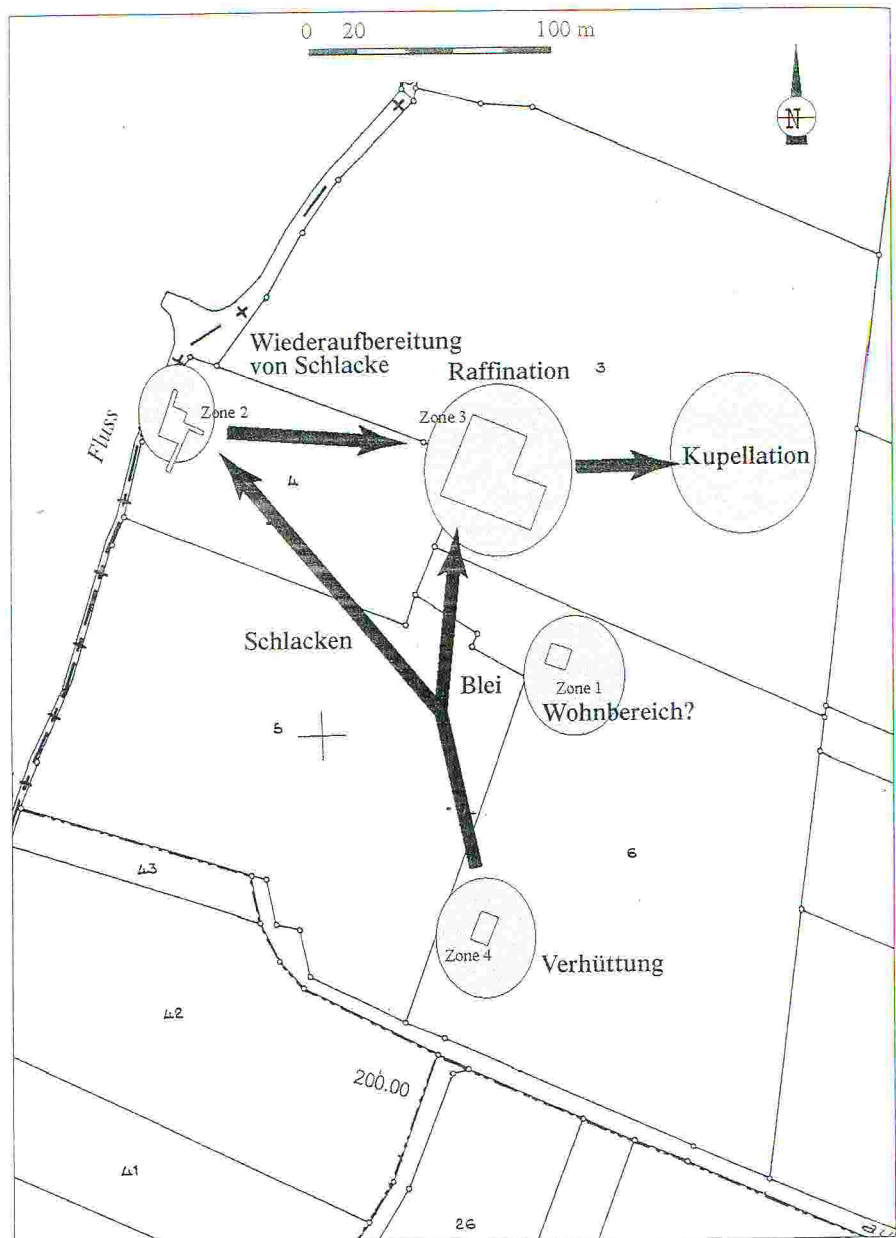 0 20 100 m
N
Wiederaufbereitung
von Schlacke
Raffination
3
Fluss
Zone 2
Zone 3
Kupellation
4
Schlacken
Blei
Zone 1
Wohnbereich?
5
6
43
Zone 4
Verhüttung
42
200.00
41
26